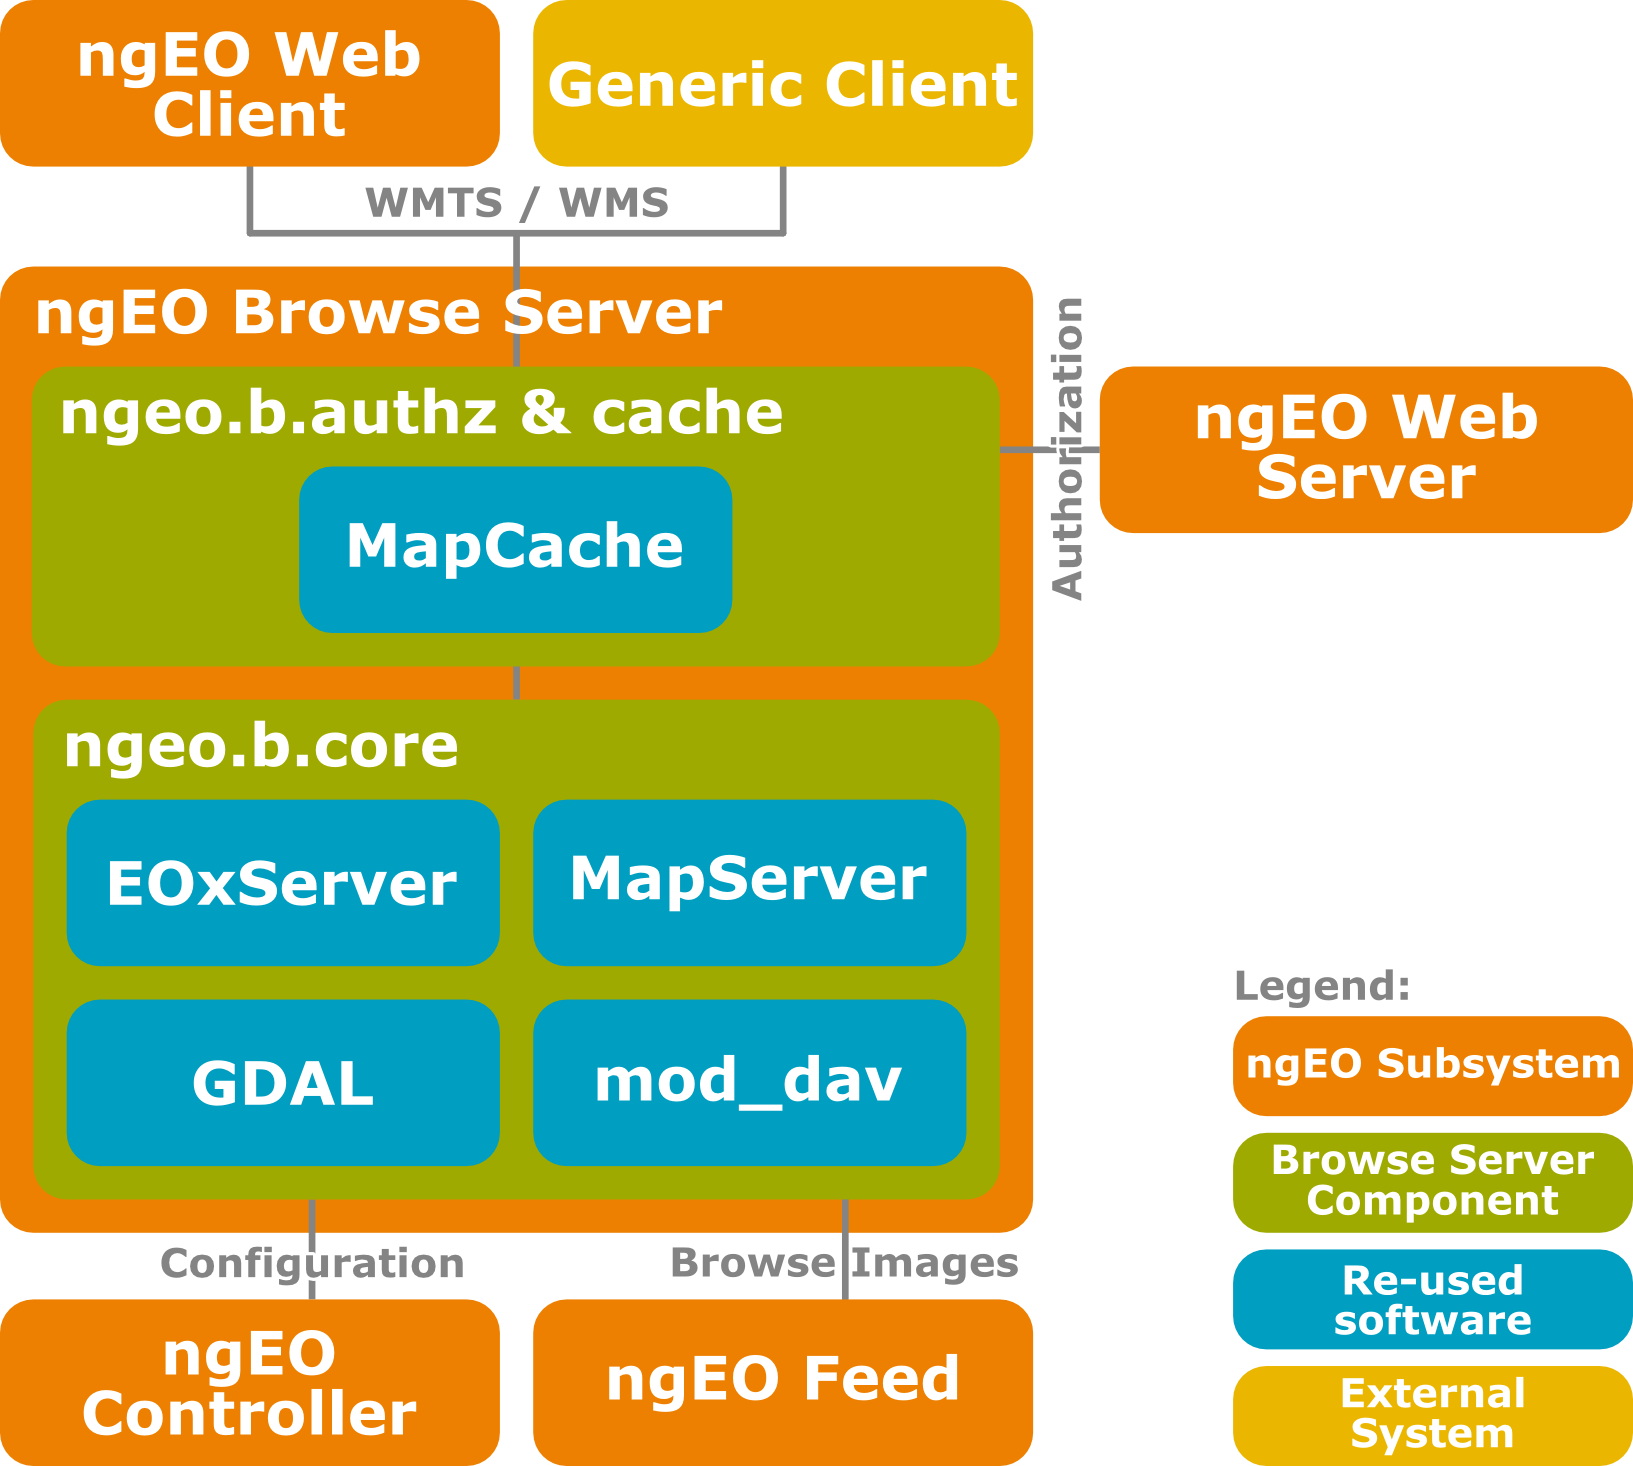 ngEO Web
Client
Generic Client
WMTS / WMS
ngEO Browse Server
ngeo.b.authz & cache
MapCache
Authorization
ngEO Web
Server
ngeo.b.core
EOxServer
MapServer
GDAL
mod_dav
Configuration
Browse Images
ngEO
Controller
ngEO Feed
Legend:
ngEO Subsystem
Browse Server
Component
Re-used
software
External
System